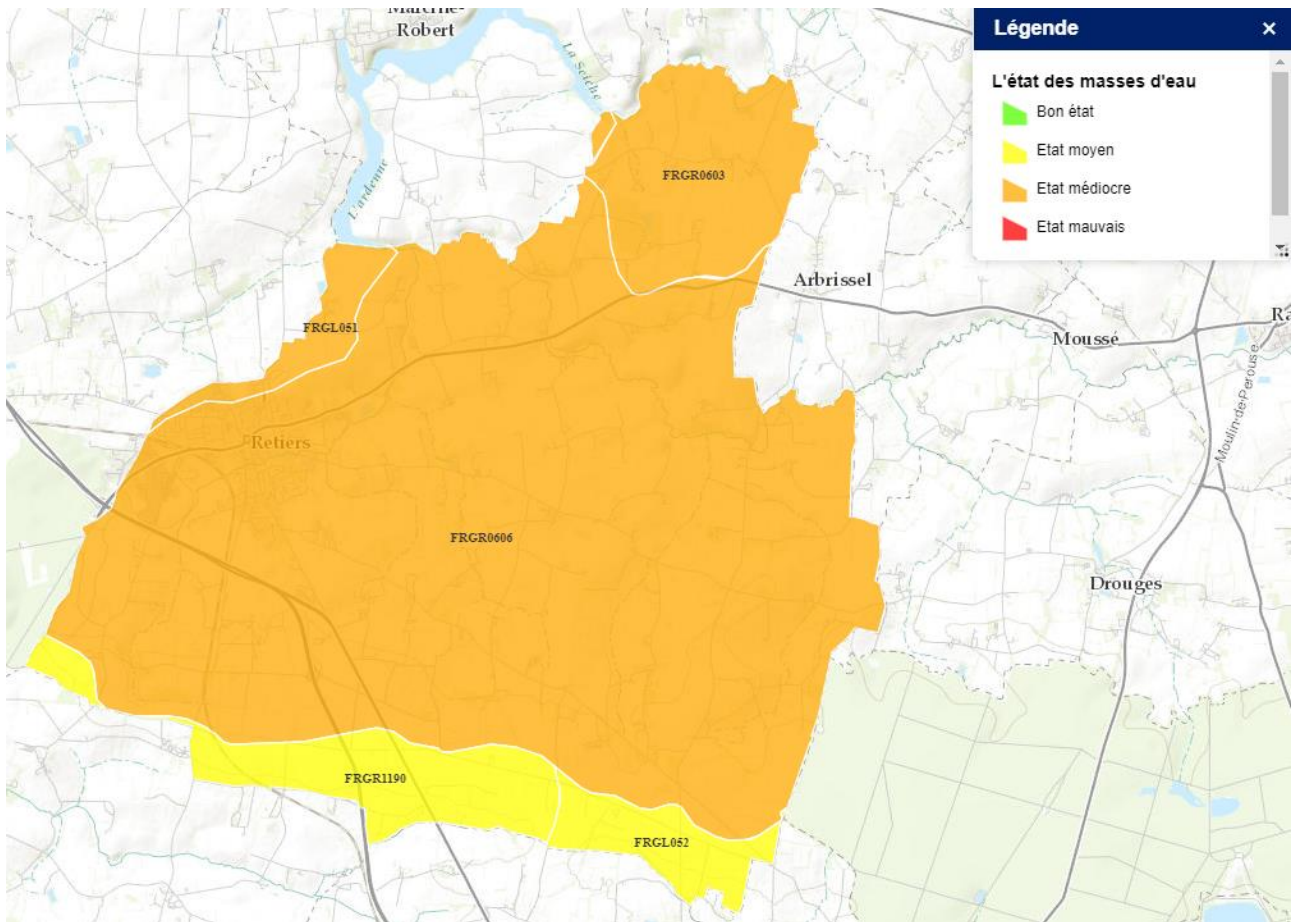 Robert
La Seiche
L'ardenne
Légende
×
L'état des masses d'eau
Bon état
Etat moyen
Etat médiocre
Etat mauvais
FRGR0603
Arbrissel
Moussé
FRGL051
Moulin-de-Perouse
Retiers
FRGR0606
Drouges
FRGR1190
FRGL052